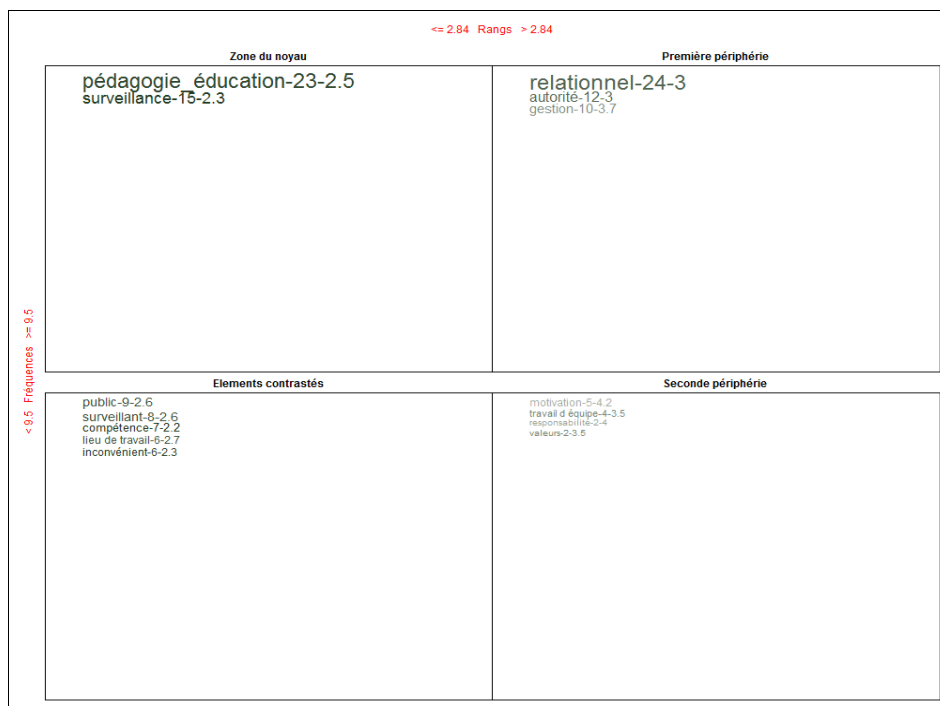 <= 2.84 Rangs > 2.84
Zone du noyau
Première périphérie
pédagogie_éducation-23-2.5
surveillance-15-2.3
relationnel-24-3
autorité-12-3
gestion-10-3.7
< 9.5 Fréquences >= 9.5
Elements contrastés
Seconde périphérie
public-9-2.6
surveillant-8-2.6
compétence-7-2.2
lieu de travail-6-2.7
inconvénient-6-2.3
motivation-5-4.2
travail d équipe-4-3.5
responsabilité-2-4
valeurs-2-3.5